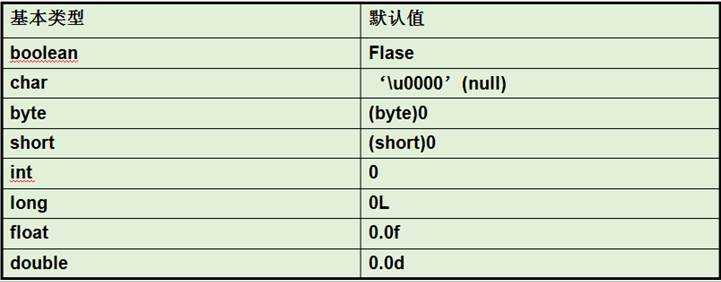 基本类型 默认值
boolean Flase
char ‘\u0000’(null)
byte (byte)0
short (short)0
int 0
long 0L
float 0.0f
double 0.0d